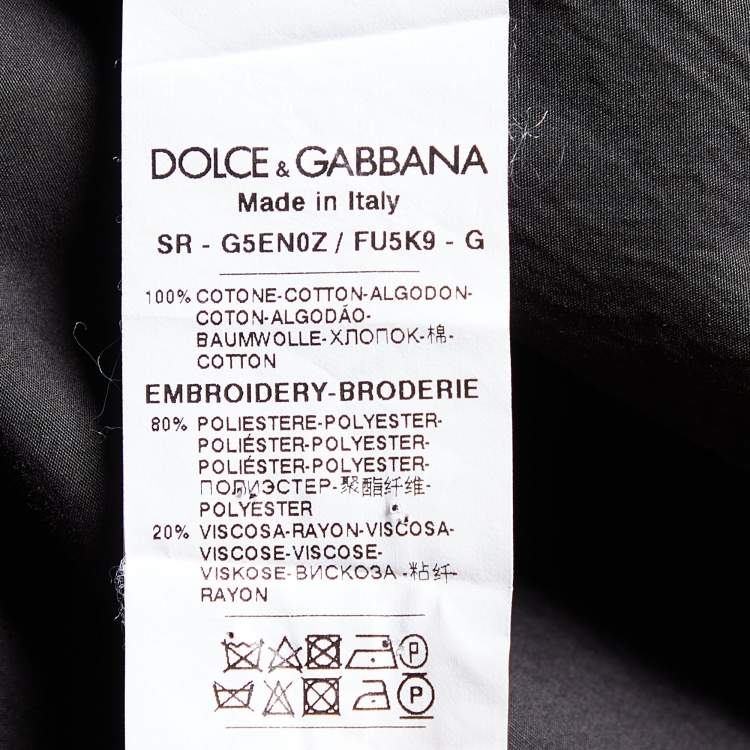 DOLCE & GABBANA
Made in Italy
SR - G5EN0Z / FU5K9 - G
100% COTONE-COTTON-ALGODON-
COTON-ALGODÃO-
BAUMWOLLE-ХЛОПОК-棉-
COTTON
EMBROIDERY-BRODERIE
80% POLIESTERE-POLYESTER-
POLIÉSTER-POLYESTER-
POLIÉSTER-POLYESTER-
ПОЛИЭСТЕР-聚酯纤维-
POLYESTER
20% VISCOSA-RAYON-VISCOSA-
VISCOSE-VISCOSE-
VISKOSE-ВИСКОЗА-粘纤-
RAYON
P
P